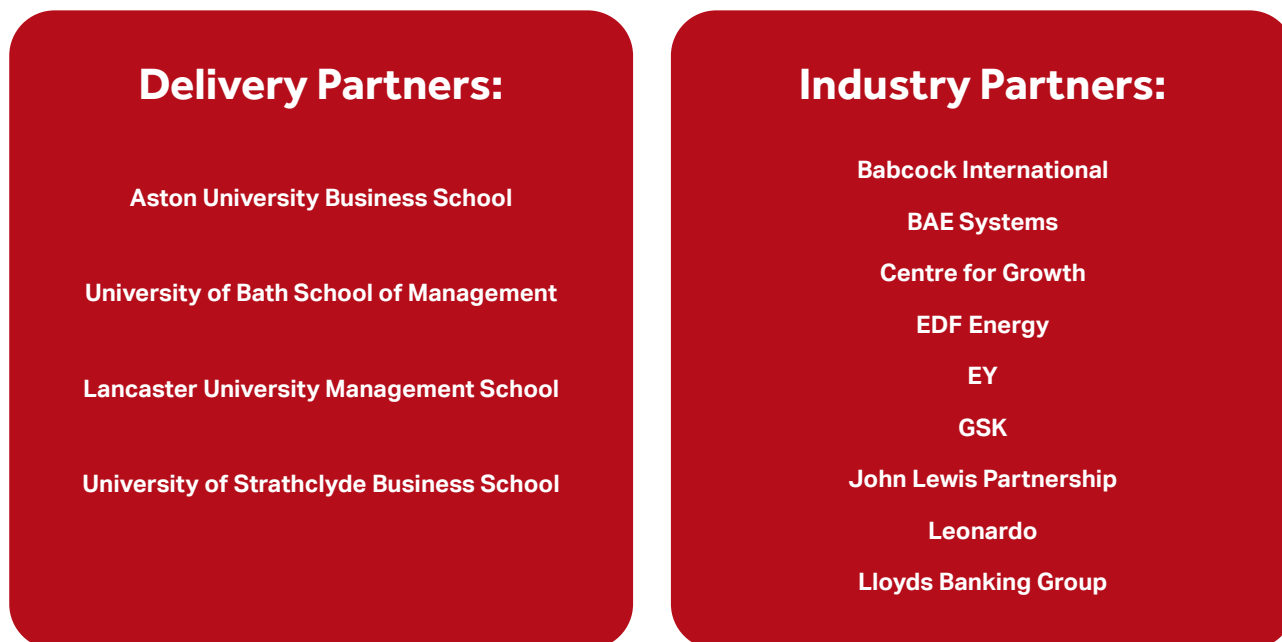 Delivery Partners:
Aston University Business School
University of Bath School of Management
Lancaster University Management School
University of Strathclyde Business School
Industry Partners:
Babcock International
BAE Systems
Centre for Growth
EDF Energy
EY
GSK
John Lewis Partnership
Leonardo
Lloyds Banking Group